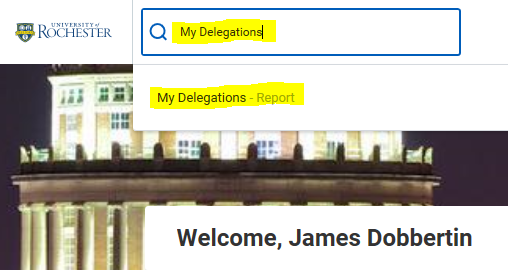 UNIVERSITY of
ROCHESTER
My Delegations
My Delegations - Report
Welcome, James Dobbertin